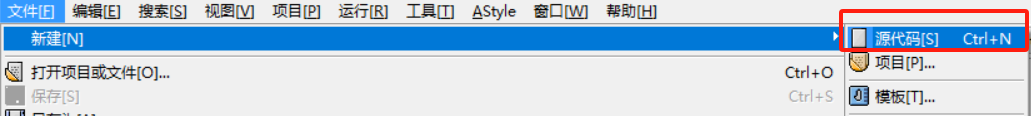 文件[F] 编辑[E] 搜索[S] 视图[V] 项目[P] 运行[R] 工具[T] AStyle 窗口[W] 帮助[H]
新建[N] 源代码[S] Ctrl+N
项目[P]...
打开项目或文件[O]... Ctrl+O
保存[S] Ctrl+S 模板[T]...